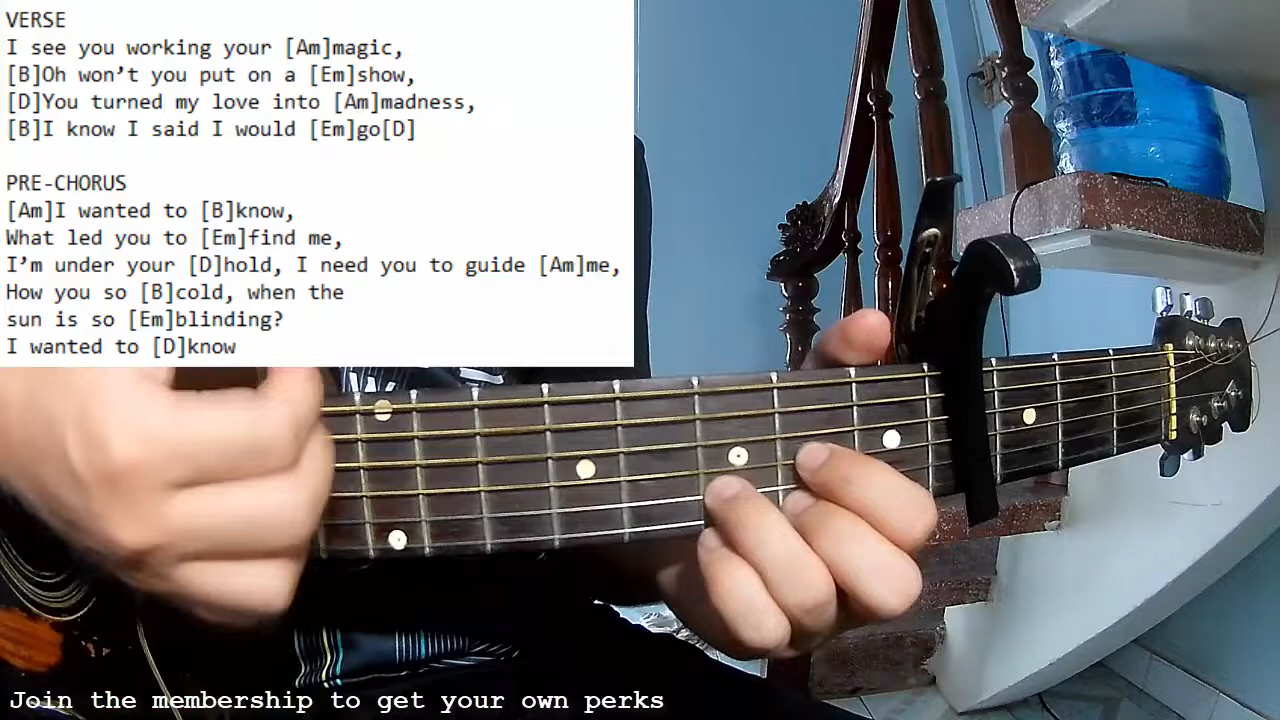 VERSE
I see you working your [Am]magic,
[B]Oh won’t you put on a [Em]show,
[D]You turned my love into [Am]madness,
[B]I know I said I would [Em]go[D]
PRE-CHORUS
[Am]I wanted to [B]know,
What led you to [Em]find me,
I’m under your [D]hold, I need you to guide [Am]me,
How you so [B]cold, when the
sun is so [Em]blinding?
I wanted to [D]know
Join the membership to get your own perks